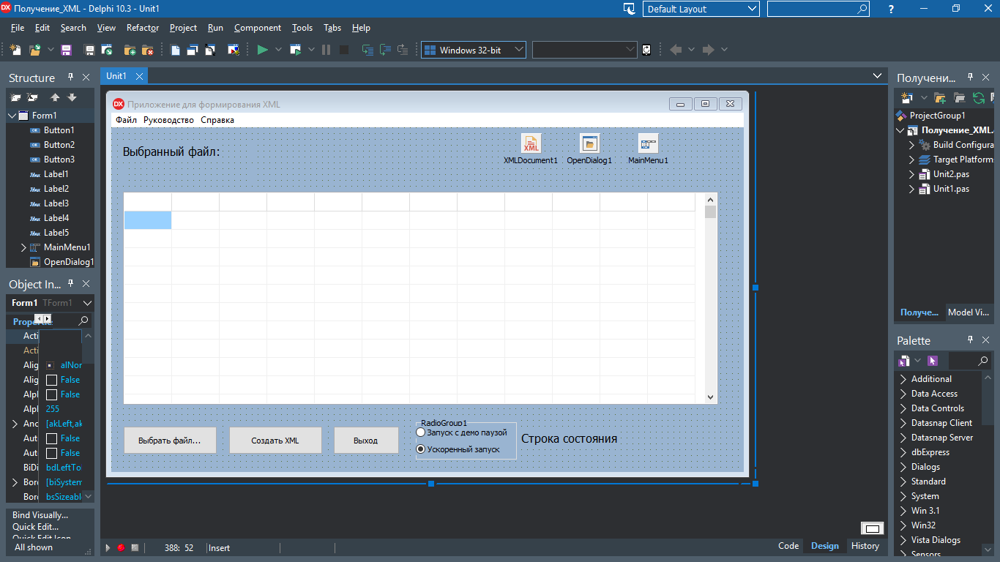 Получение_XML - Delphi 10.3 - Unit1
Default Layout
?
File Edit Search View Refactor Project Run Component Tools Tabs Help
Windows 32-bit
Structure
Form1
Button1
Button2
Button3
Label1
Label2
Label3
Label4
Label5
MainMenu1
OpenDialog1
Object In...
Form1 TForm1
Properti
Acti
Acti
Alig alNor
Alig False
Alpl False
Alpl 255
Anc [akLeft,ak
Aut False
Aut False
BiDi bdLeftTo
Bor [biSystem
Bor bsSizeabl
Bind Visually...
Quick Edit...
Quick Edit Icon
All shown
Unit1
Приложение для формирования XML
Файл Руководство Справка
Выбранный файл:
XML
XMLDocument1 OpenDialog1 MainMenu1
Выбрать файл...
Создать XML
Выход
RadioGroup1
Запуск с демо паузой
Ускоренный запуск
Строка состояния
388: 52 Insert
Code Design History
Получени...
ProjectGroup1
Получение_XML.
Build Configura
Target Platform
Unit2.pas
Unit1.pas
Получе... Model Vi...
Palette
Additional
Data Access
Data Controls
Datasnap Client
Datasnap Server
dbExpress
Dialogs
Standard
System
Win 3.1
Win32
Vista Dialogs
Sensors